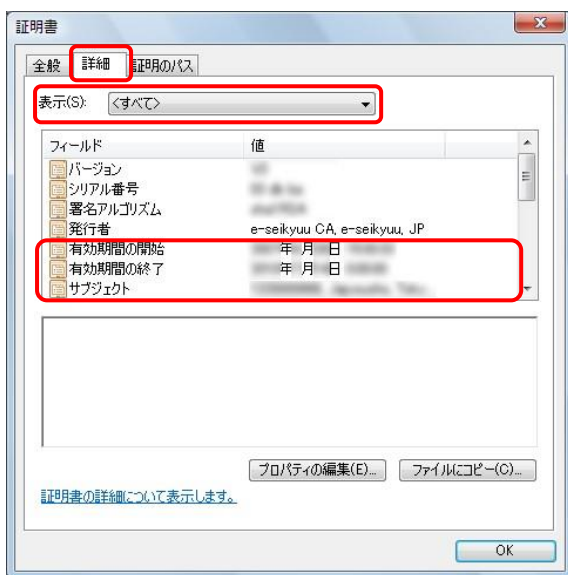 証明書
全般 詳細 証明のパス
表示(S): <すべて>
フィールド 値
バージョン
シリアル番号
署名アルゴリズム
発行者 e-seikyuu CA, e-seikyuu, JP
有効期間の開始 年 月 日
有効期間の終了 年 月 日
サブジェクト
プロパティの編集(E)... ファイルにコピー(C)...
証明書の詳細について表示します。
OK